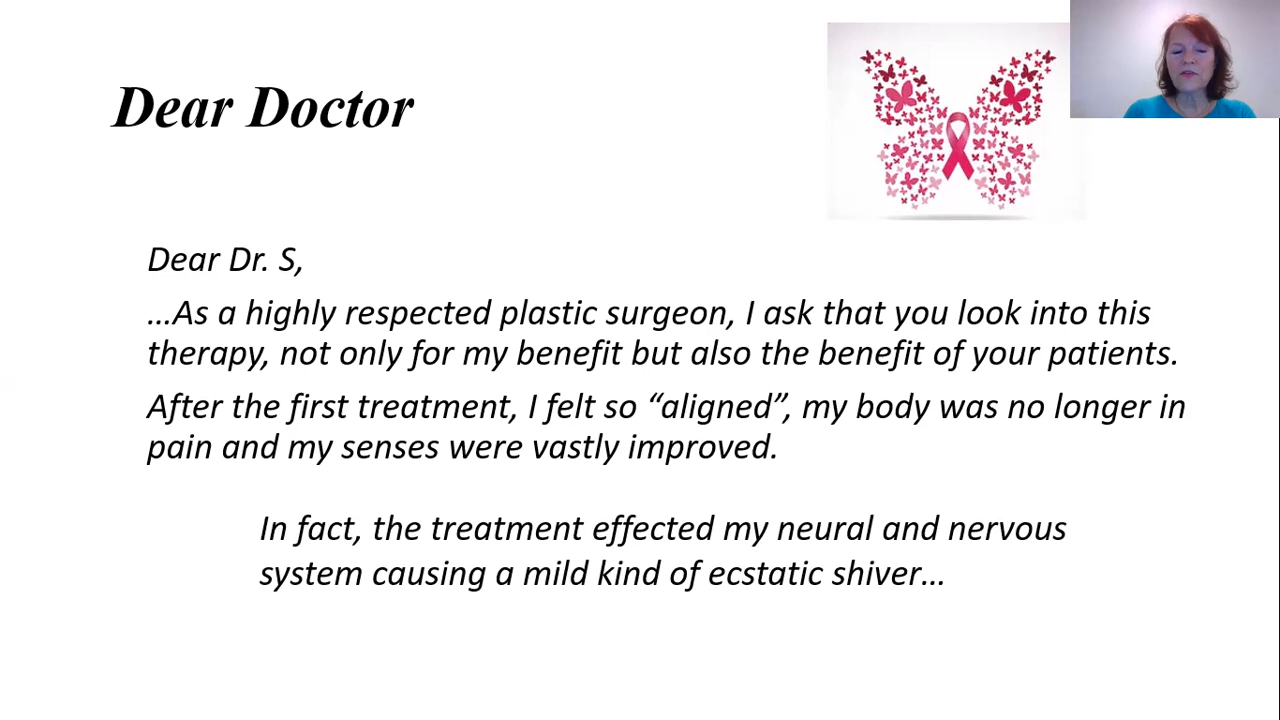 Dear Doctor
Dear Dr. S,
…As a highly respected plastic surgeon, I ask that you look into this
therapy, not only for my benefit but also the benefit of your patients.
After the first treatment, I felt so “aligned”, my body was no longer in
pain and my senses were vastly improved.
In fact, the treatment effected my neural and nervous
system causing a mild kind of ecstatic shiver…